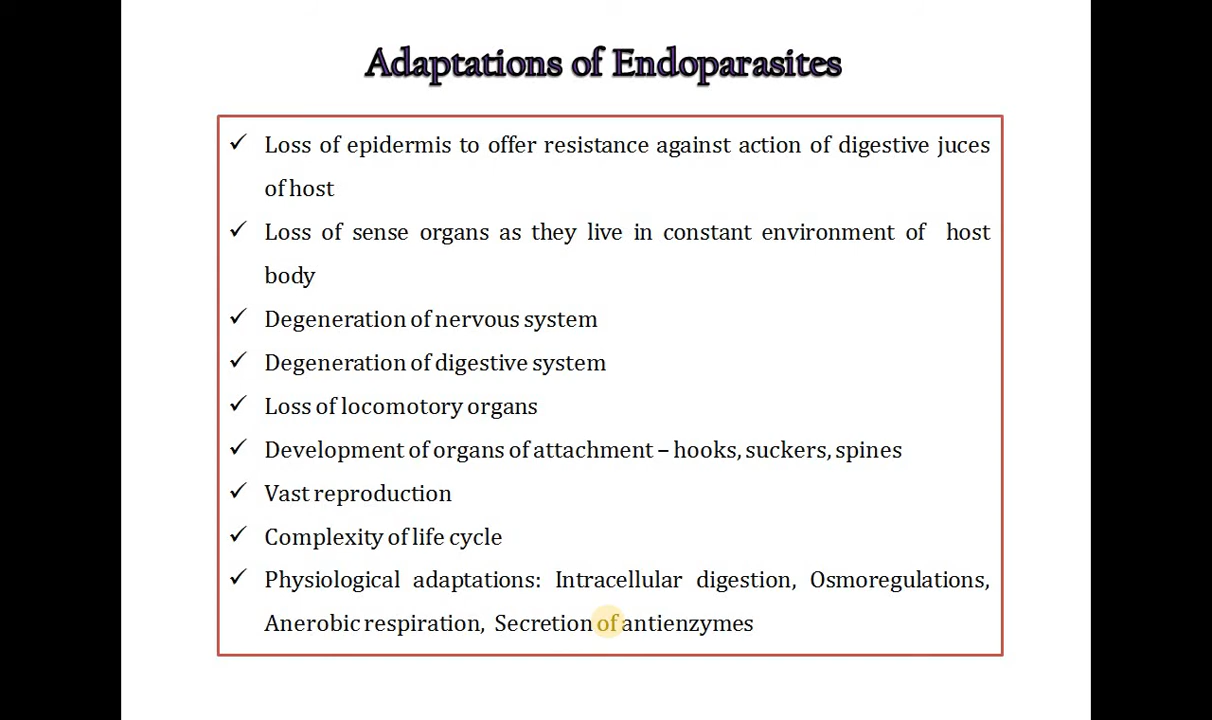 Adaptations of Endoparasites
✓ Loss of epidermis to offer resistance against action of digestive juces
of host
✓ Loss of sense organs as they live in constant environment of host
body
✓ Degeneration of nervous system
✓ Degeneration of digestive system
✓ Loss of locomotory organs
✓ Development of organs of attachment – hooks, suckers, spines
✓ Vast reproduction
✓ Complexity of life cycle
✓ Physiological adaptations: Intracellular digestion, Osmoregulations,
Anerobic respiration, Secretion of antienzymes